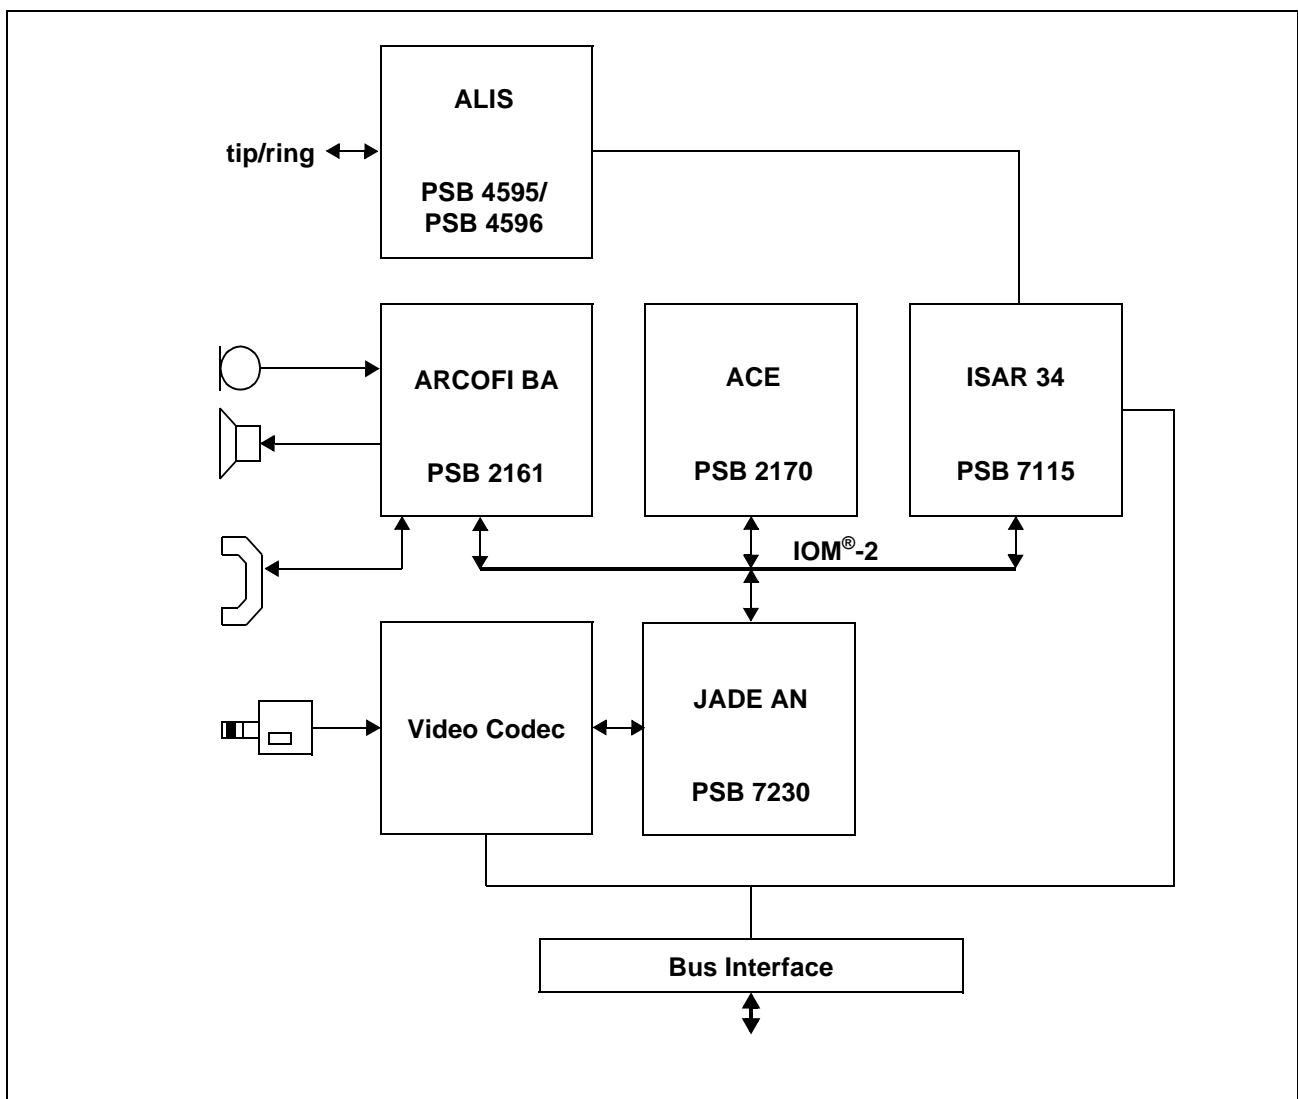 ALIS
tip/ring
PSB 4595/
PSB 4596
ARCOFI BA
PSB 2161
ACE
PSB 2170
ISAR 34
PSB 7115
IOM®-2
Video Codec
JADE AN
PSB 7230
Bus Interface